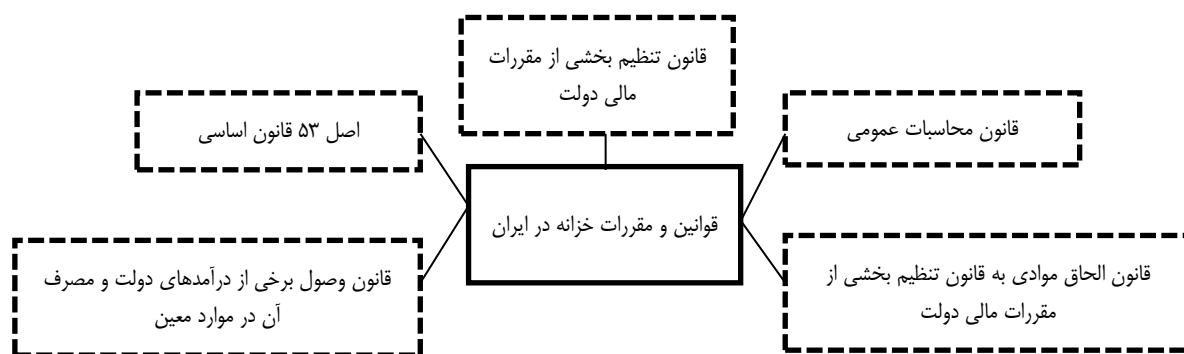 قانون تنظیم بخشی از مقررات
مالی دولت
قانون محاسبات عمومی
اصل ۵۳ قانون اساسی
قوانین و مقررات خزانه در ایران
قانون الحاق موادی به قانون تنظیم بخشی از
مقررات مالی دولت
قانون وصول برخی از درآمدهای دولت و مصرف
آن در موارد معین